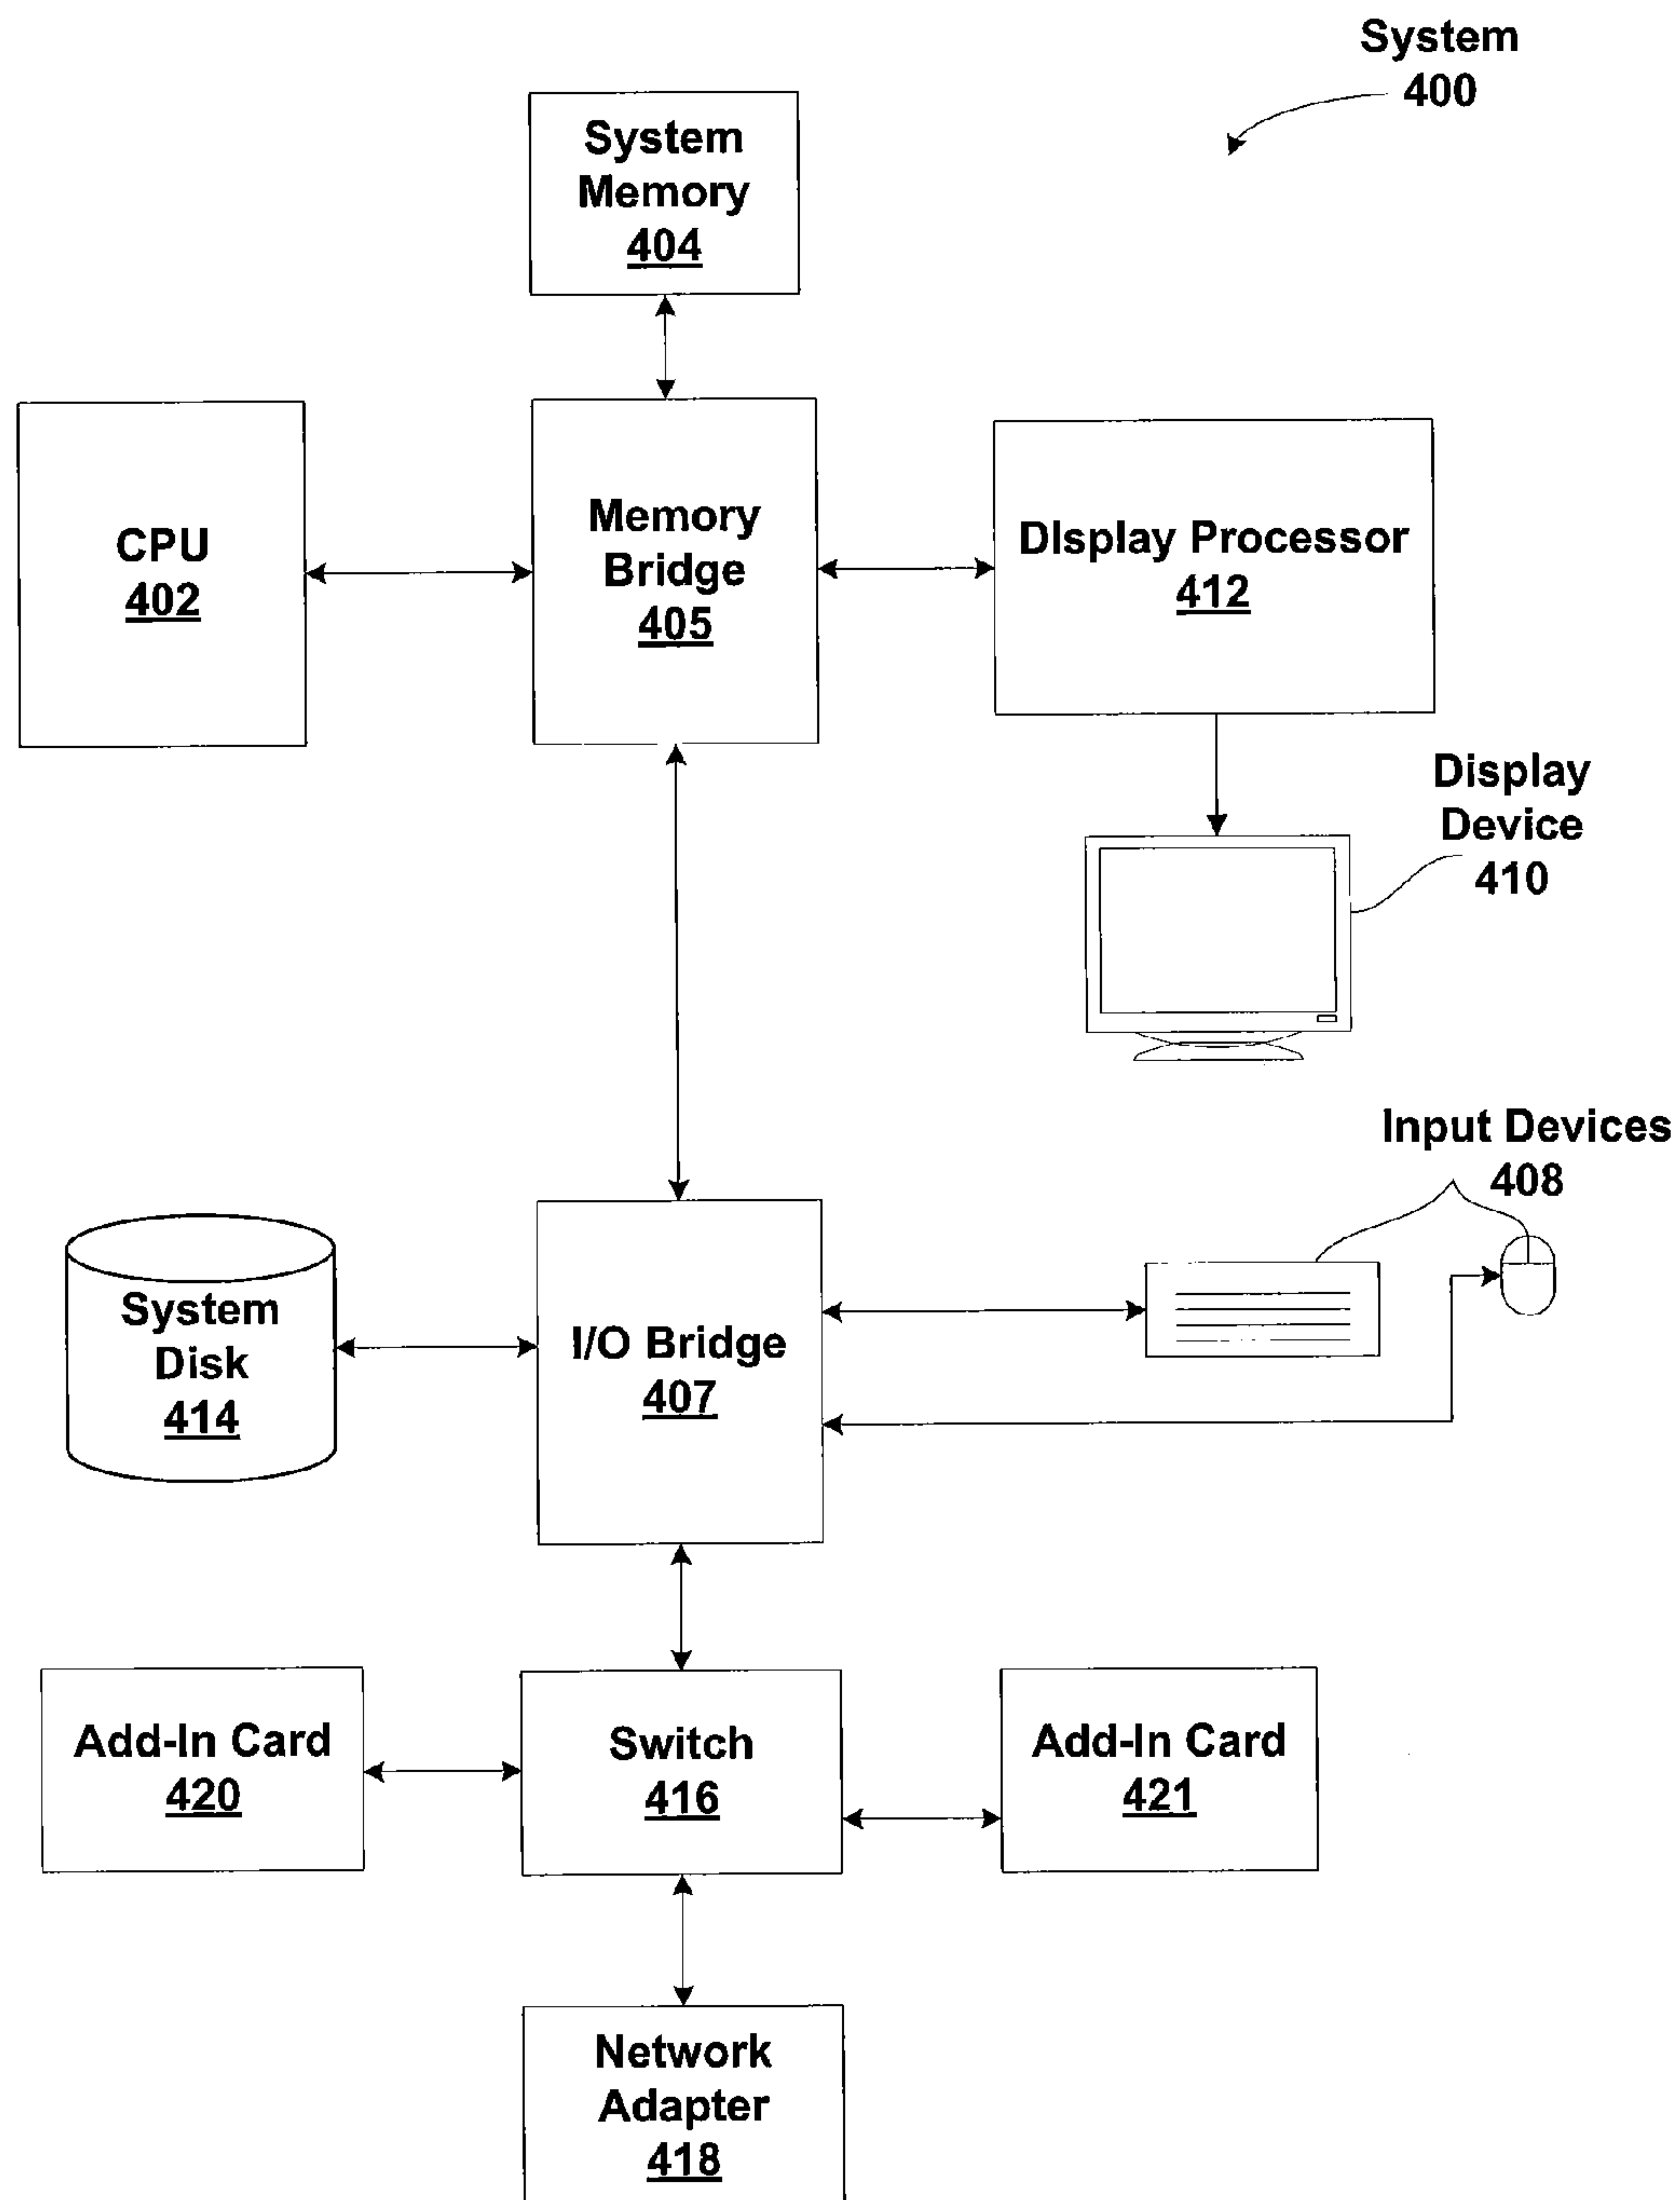 System
400
System
Memory
404
CPU
402
Memory
Bridge
405
DIsplay Processor
412
Display
Device
410
Input Devices
408
System
Disk
414
I/O Bridge
407
Add-In Card
420
Switch
416
Add-In Card
421
Network
Adapter
418